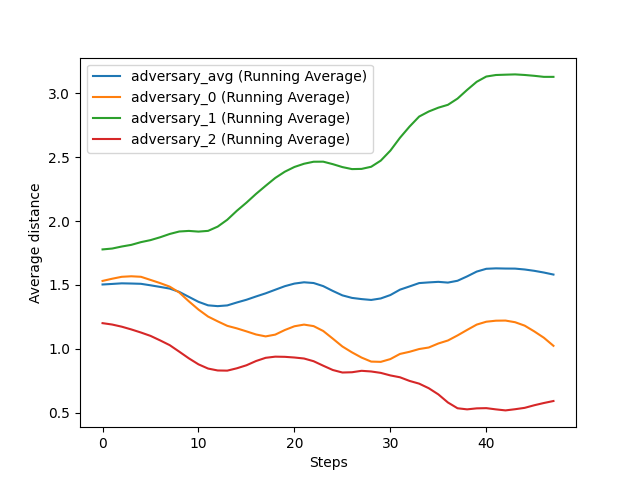 adversary_avg (Running Average)
adversary_0 (Running Average)
adversary_1 (Running Average)
adversary_2 (Running Average)
3.0
2.5
2.0
1.5
1.0
0.5
Average distance
0 10 20 30 40
Steps